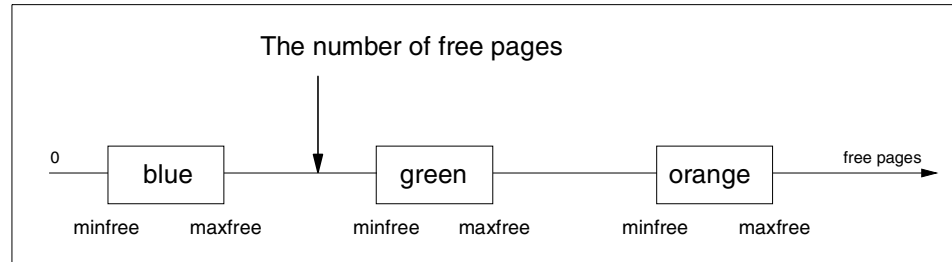 The number of free pages
0
free pages
blue
green
orange
minfree maxfree minfree maxfree minfree maxfree